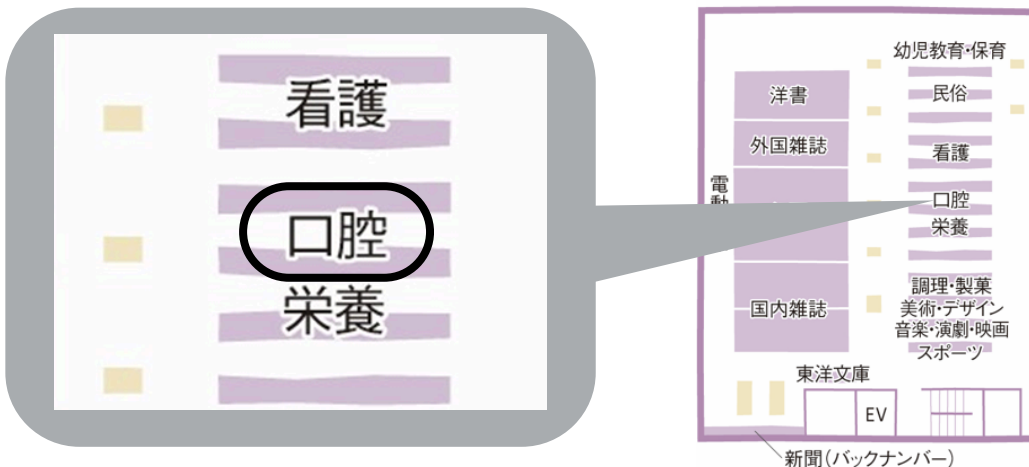 看護
口腔
栄養
幼児教育・保育
洋書
民俗
外国雑誌
看護
電動
口腔
栄養
国内雑誌
調理・製菓
美術・デザイン
音楽・演劇・映画
スポーツ
東洋文庫
EV
新聞(バックナンバー)